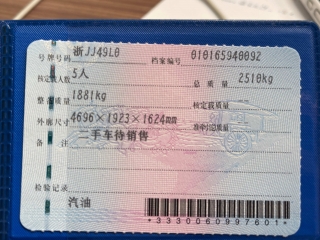 号牌号码 浙JJ49L0 档案编号 010165940092
核定载人数 5人 总质量 2510kg
整备质量 1881kg 核定载质量
外廓尺寸 4696×1923×1624mm 准牵引总质量
备注 二手车待销售
检验记录
汽油
*3330060997601*